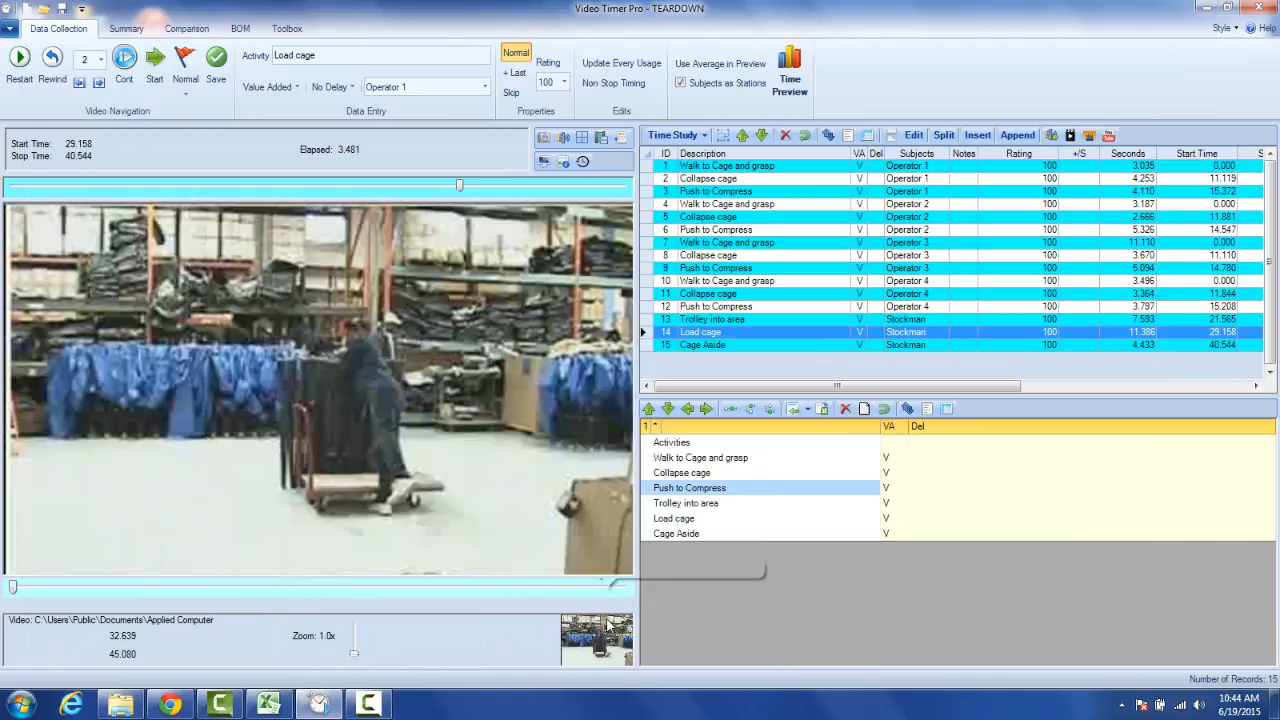 Video Timer Pro - TEARDOWN
Data Collection Summary Comparison BOM Toolbox Style Help
2 Activity Load cage Normal Rating Update Every Usage Use Average in Preview
Restart Rewind Cont Start Normal Save + Last 100 Non Stop Timing Subjects as Stations Time Preview
Value Added No Delay Operator 1 Skip
Video Navigation Data Entry Properties Edits
Start Time: 29.158
Stop Time: 40.544
Elapsed: 3.481
Time Study Edit Split Insert Append
ID Description VA Del Subjects Notes Rating +/S Seconds Start Time S
1 Walk to Cage and grasp V Operator 1 100 3.035 0.000
2 Collapse cage V Operator 1 100 4.253 11.119
3 Push to Compress V Operator 1 100 4.110 15.372
4 Walk to Cage and grasp V Operator 2 100 3.187 0.000
5 Collapse cage V Operator 2 100 2.666 11.881
6 Push to Compress V Operator 2 100 5.326 14.547
7 Walk to Cage and grasp V Operator 3 100 11.110 0.000
8 Collapse cage V Operator 3 100 3.670 11.110
9 Push to Compress V Operator 3 100 5.094 14.780
10 Walk to Cage and grasp V Operator 4 100 3.496 0.000
11 Collapse cage V Operator 4 100 3.364 11.844
12 Push to Compress V Operator 4 100 3.797 15.208
13 Trolley into area V Stockman 100 7.593 21.565
14 Load cage V Stockman 100 11.386 29.158
15 Cage Aside V Stockman 100 4.433 40.544
1 * VA Del
Activities
Walk to Cage and grasp V
Collapse cage V
Push to Compress V
Trolley into area V
Load cage V
Cage Aside V
Video: C:\Users\Public\Documents\Applied Computer
32.639 Zoom: 1.0x
45.080
Number of Records: 15
10:44 AM
6/19/2015